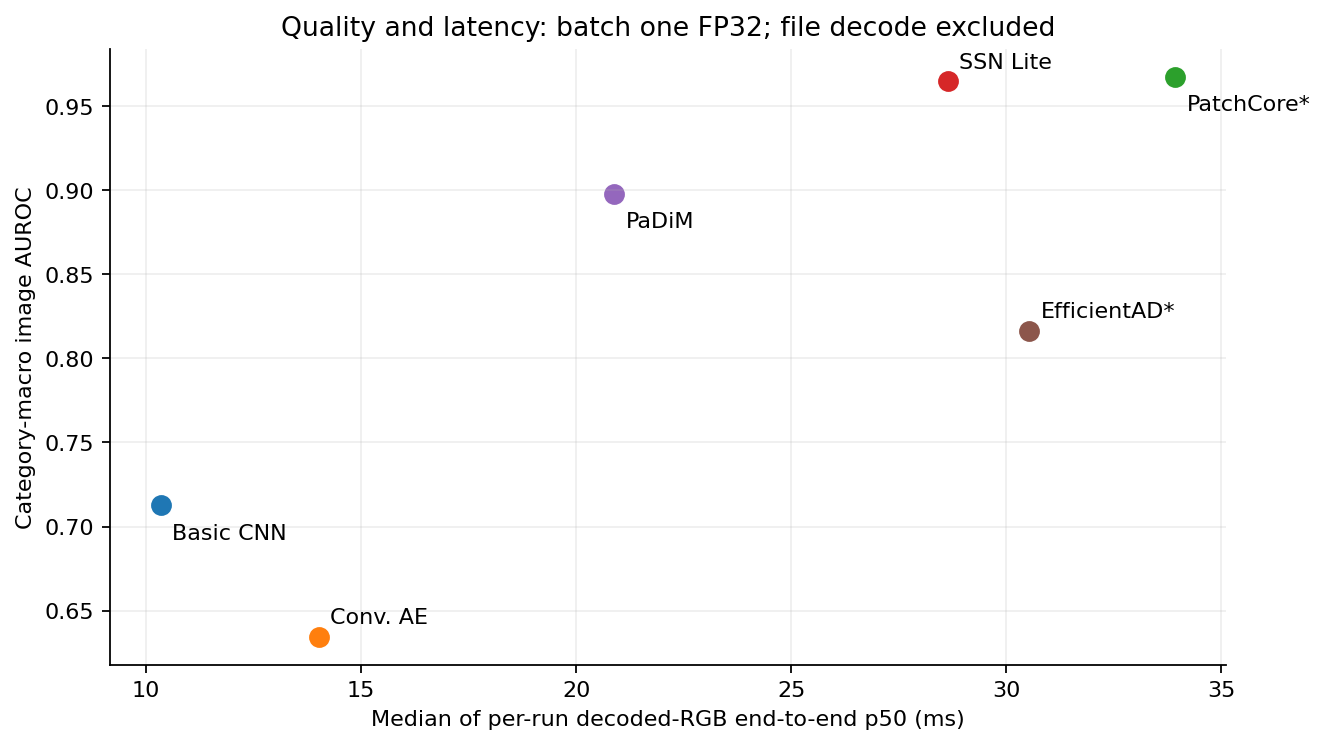 Quality and latency: batch one FP32; file decode excluded
SSN Lite
PatchCore*
PaDiM
EfficientAD*
Basic CNN
Conv. AE
Category-macro image AUROC
0.95
0.90
0.85
0.80
0.75
0.70
0.65
10 15 20 25 30 35
Median of per-run decoded-RGB end-to-end p50 (ms)